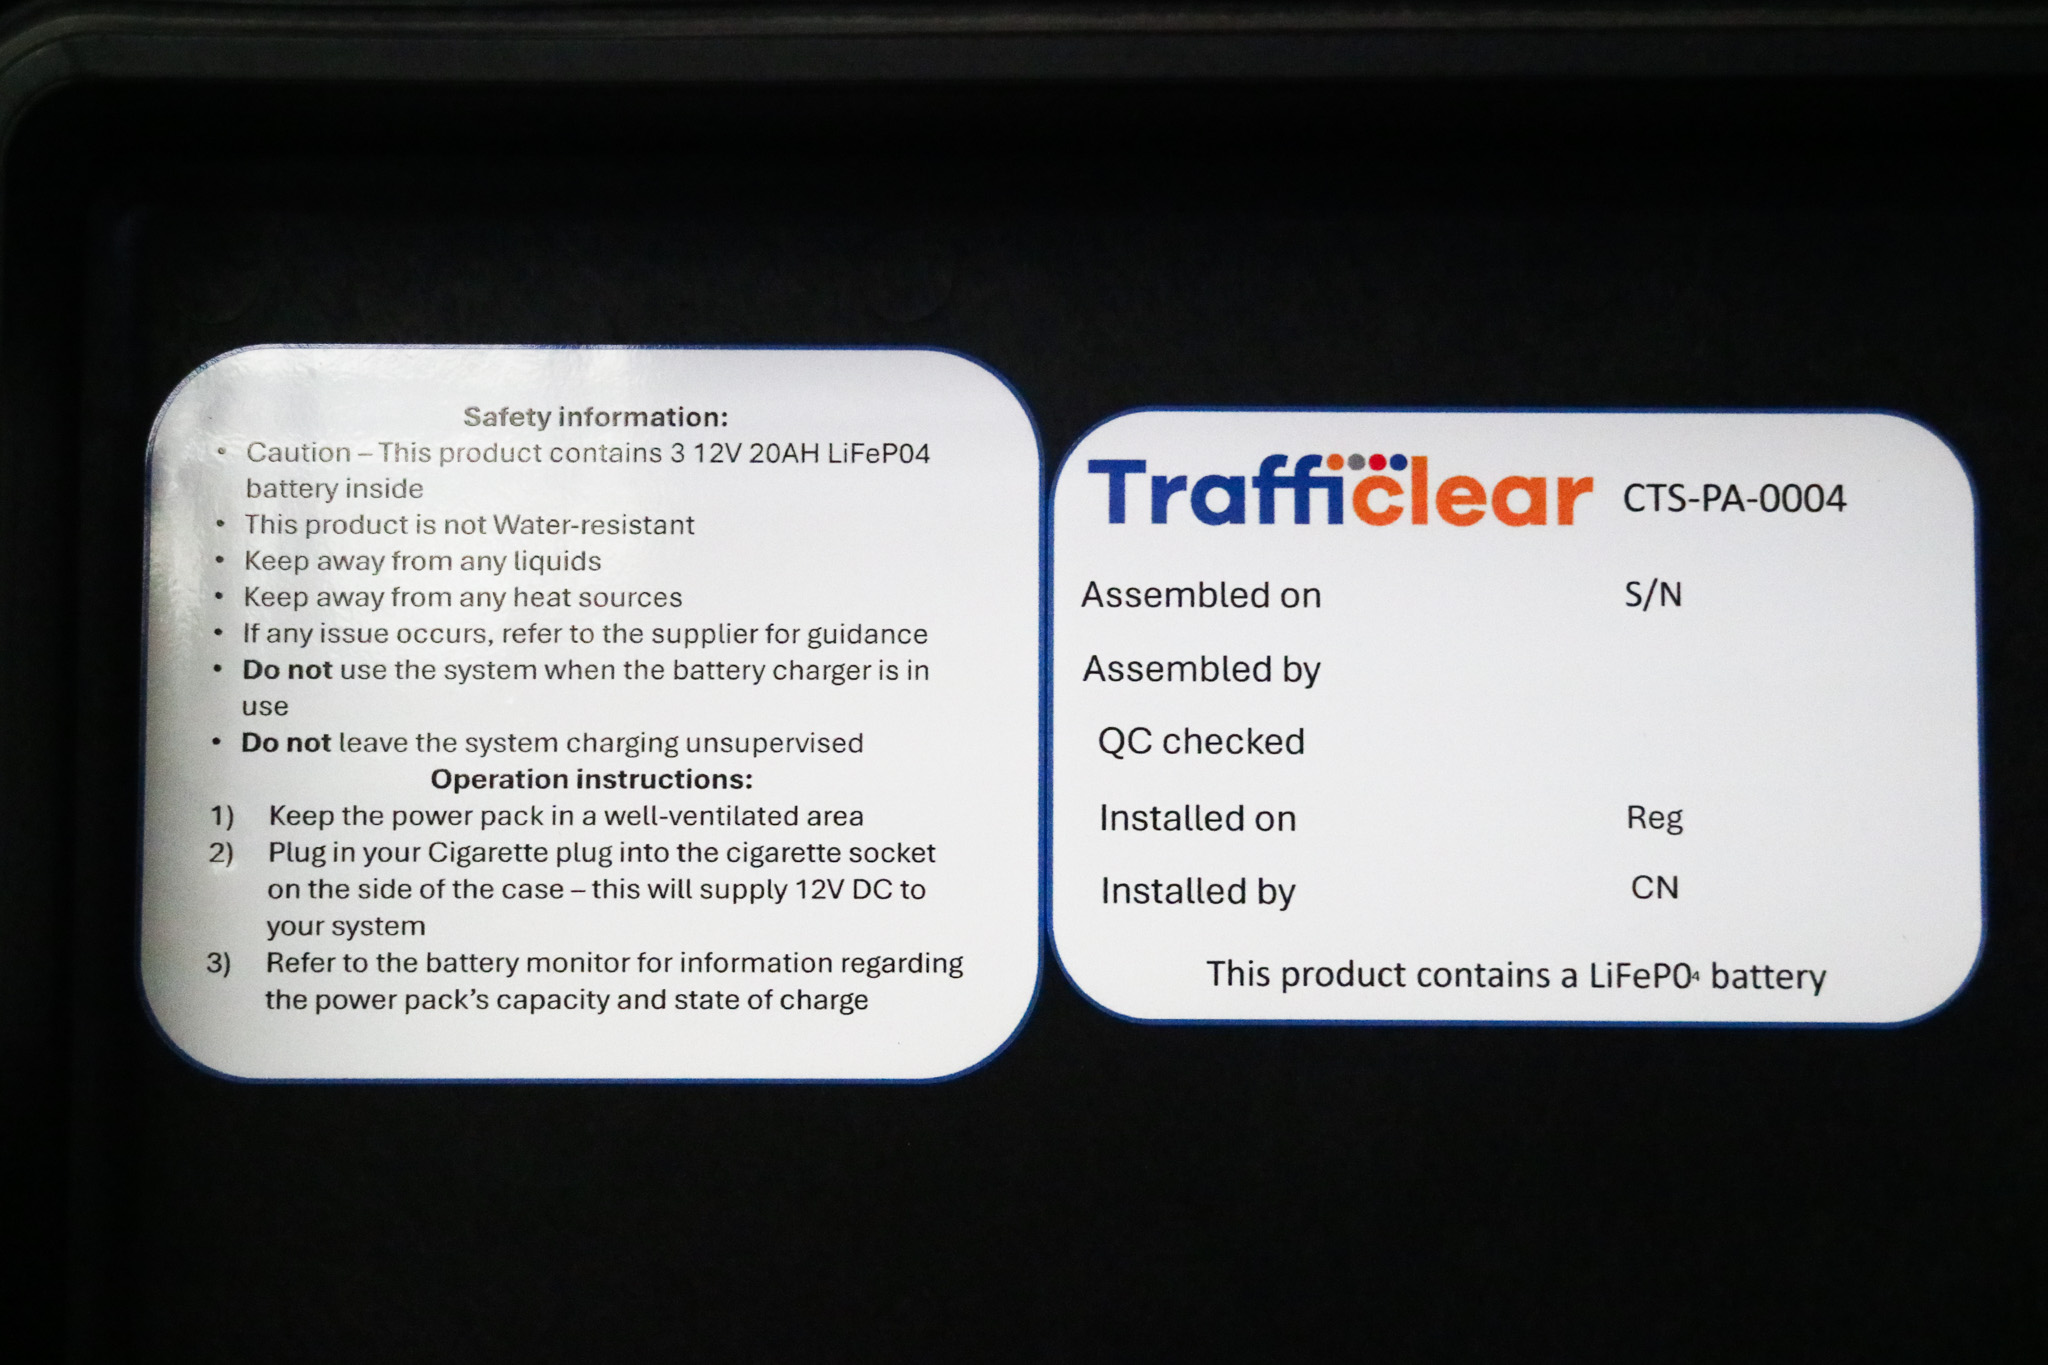 Safety information:
• Caution – This product contains 3 12V 20AH LiFeP04
battery inside
• This product is not Water-resistant
• Keep away from any liquids
• Keep away from any heat sources
• If any issue occurs, refer to the supplier for guidance
• Do not use the system when the battery charger is in
use
• Do not leave the system charging unsupervised
Operation instructions:
1) Keep the power pack in a well-ventilated area
2) Plug in your Cigarette plug into the cigarette socket
on the side of the case – this will supply 12V DC to
your system
3) Refer to the battery monitor for information regarding
the power pack's capacity and state of charge
Trafficlear CTS-PA-0004
Assembled on S/N
Assembled by
QC checked
Installed on Reg
Installed by CN
This product contains a LiFeP0⁴ battery